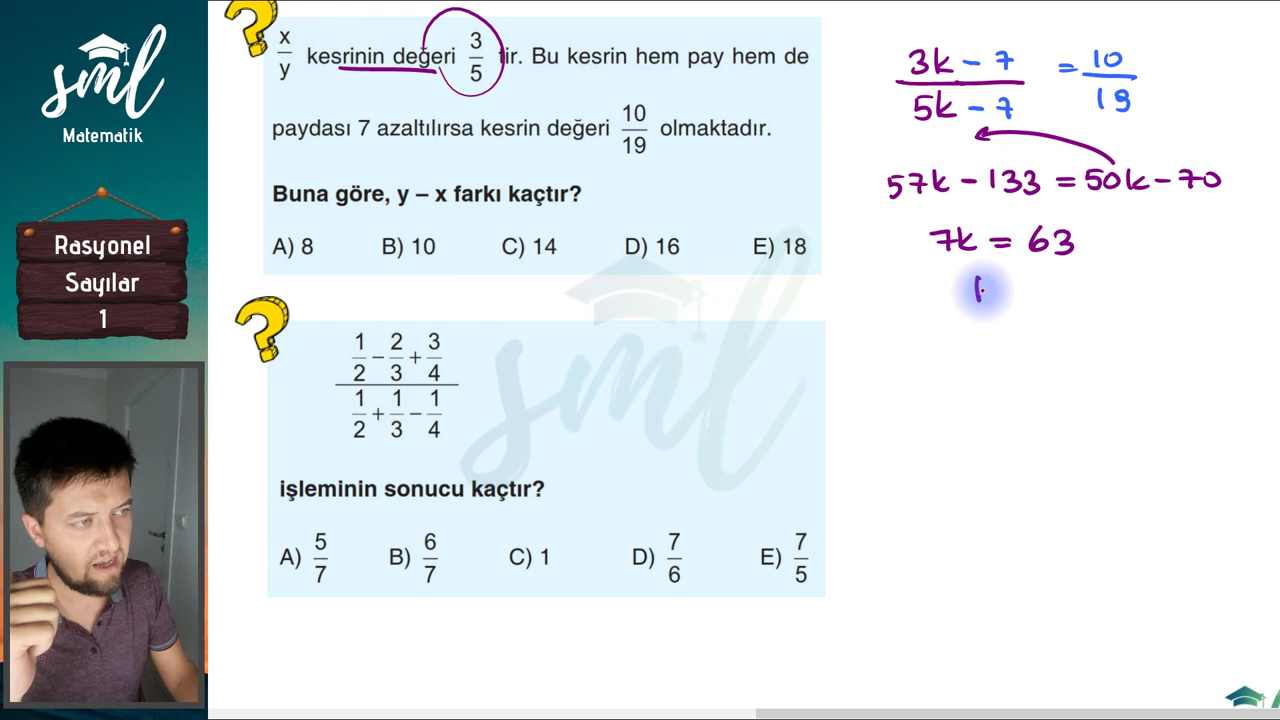 sml
Matematik
Rasyonel
Sayılar
1
x/y kesrinin değeri 3/5 tir. Bu kesrin hem pay hem de
paydası 7 azaltılırsa kesrin değeri 10/19 olmaktadır.
Buna göre, y – x farkı kaçtır?
A) 8 B) 10 C) 14 D) 16 E) 18
1/2 – 2/3 + 3/4
1/2 + 1/3 – 1/4
işleminin sonucu kaçtır?
A) 5/7 B) 6/7 C) 1 D) 7/6 E) 7/5
3k – 7 = 10
5k – 7 19
57k – 133 = 50k – 70
7k = 63
sml